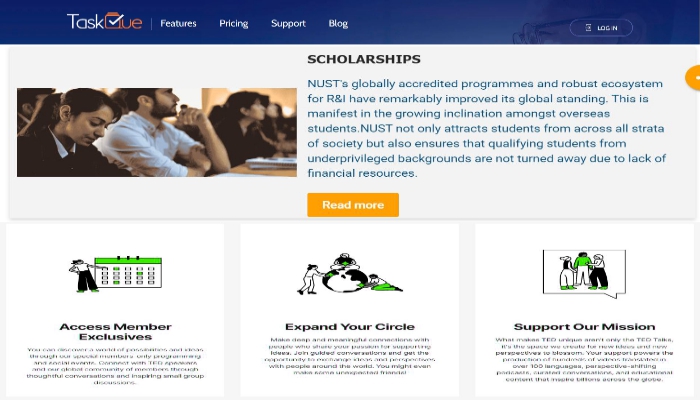 TaskQue
Features
Pricing
Support
Blog
LOG IN
SCHOLARSHIPS
NUST's globally accredited programmes and robust ecosystem
for R&I have remarkably improved its global standing. This is
manifest in the growing inclination amongst overseas
students.NUST not only attracts students from across all strata
of society but also ensures that qualifying students from
underprivileged backgrounds are not turned away due to lack of
financial resources.
Read more
Access Member
Exclusives
You can discover a world of possibilities and ideas
through our special members-only programming
and social events. Connect with TED speakers
and our global community of members through
thoughtful conversations and inspiring small group
discussions.
Expand Your Circle
Make deep and meaningful connections with
people who share your passion for supporting
ideas. Join guided conversations and get the
opportunity to exchange ideas and perspectives
with people around the world. You might even
make some unexpected friends!
Support Our Mission
What makes TED unique aren't only the TED Talks,
it's the space we create for new ideas and new
perspectives to blossom. Your support powers the
production of hundreds of videos translated in
over 100 languages, perspective-shifting
podcasts, curated conversations, and educational
content that inspire billions across the globe.